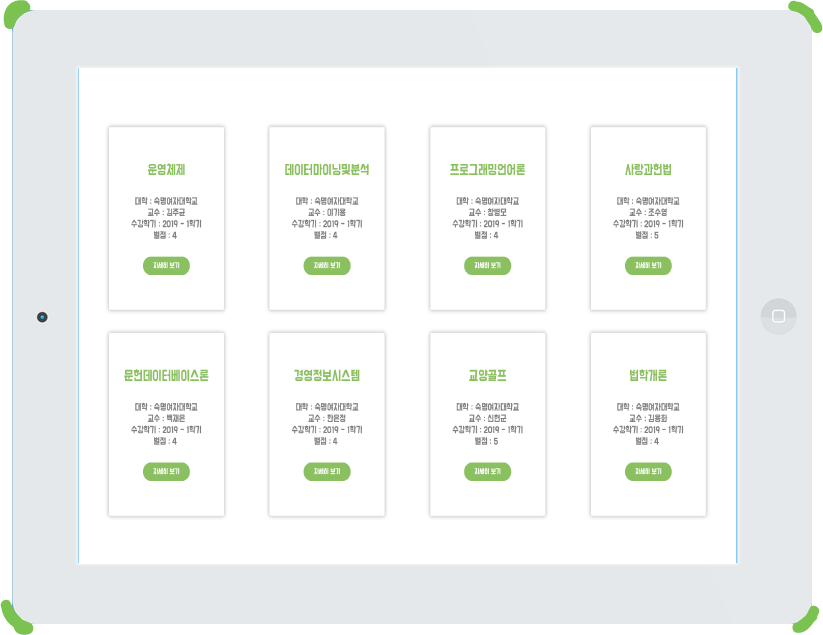 운영체제
대학 : 숙명여자대학교
교수 : 김주균
수강학기 : 2019 - 1학기
별점 : 4
자세히 보기
데이터마이닝및분석
대학 : 숙명여자대학교
교수 : 이기용
수강학기 : 2019 - 1학기
별점 : 4
자세히 보기
프로그래밍언어론
대학 : 숙명여자대학교
교수 : 창병모
수강학기 : 2019 - 1학기
별점 : 4
자세히 보기
사랑과헌법
대학 : 숙명여자대학교
교수 : 조수영
수강학기 : 2019 - 1학기
별점 : 5
자세히 보기
문헌데이터베이스론
대학 : 숙명여자대학교
교수 : 백재은
수강학기 : 2019 - 1학기
별점 : 4
자세히 보기
경영정보시스템
대학 : 숙명여자대학교
교수 : 한은정
수강학기 : 2019 - 1학기
별점 : 4
자세히 보기
교양골프
대학 : 숙명여자대학교
교수 : 신현군
수강학기 : 2019 - 1학기
별점 : 5
자세히 보기
법학개론
대학 : 숙명여자대학교
교수 : 김용화
수강학기 : 2019 - 1학기
별점 : 4
자세히 보기